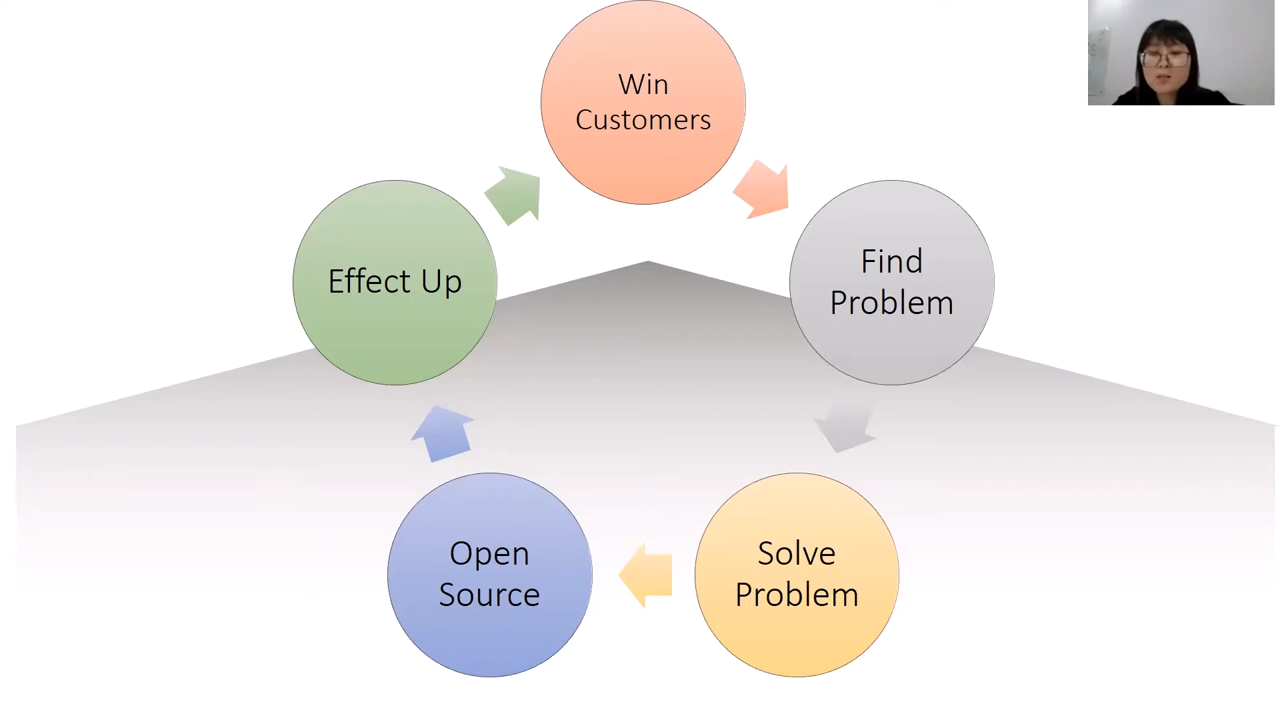 Win
Customers
Find
Problem
Solve
Problem
Open
Source
Effect Up